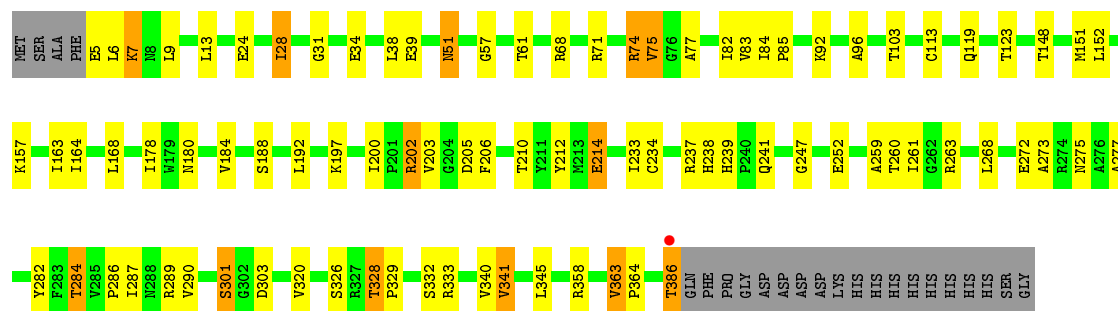 MET SER ALA PHE E5 L6 K7 N8 L9 L13 E24 I28 G31 E34 L38 E39 N51 G57 T61 R68 R71 R74 V75 G76 A77 I82 V83 I84 P85 K92 A96 T103 C113 Q119 T123 T148 M151 L152
K157 I163 I164 L168 I178 W179 N180 V184 S188 L192 K197 I200 P201 R202 V203 G204 D205 F206 T210 Y211 Y212 M213 E214 I233 C234 R237 H238 H239 P240 Q241 G247 E252 A259 T260 I261 G262 R263 L268 E272 A273 R274 N275 A276 A277
Y282 F283 T284 V285 P286 I287 N288 R289 V290 S301 G302 D303 V320 S326 R327 T328 P329 S332 R333 V340 V341 L345 R358 V363 P364 T386 GLN PHE PRO GLY ASP ASP ASP ASP LYS HIS HIS HIS HIS HIS HIS HIS HIS SER GLY